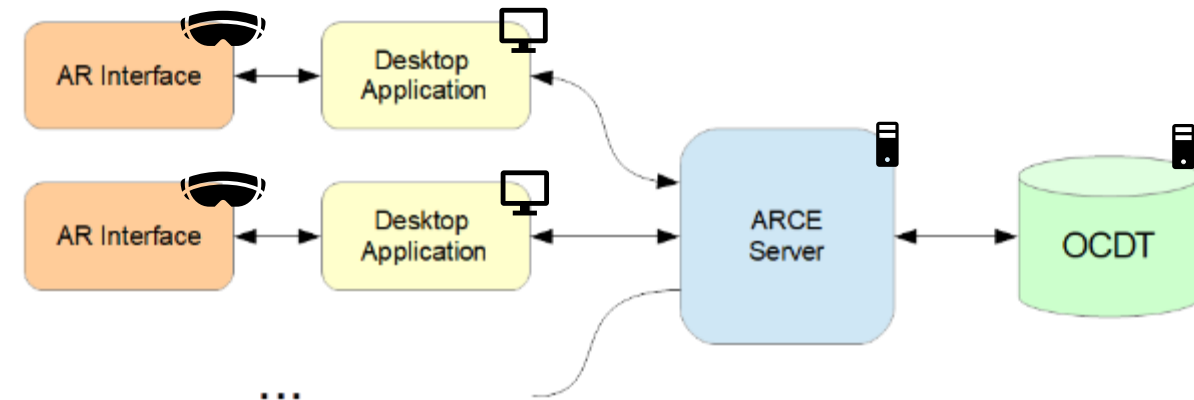 AR Interface
Desktop
Application
AR Interface
Desktop
Application
ARCE
Server
OCDT
...